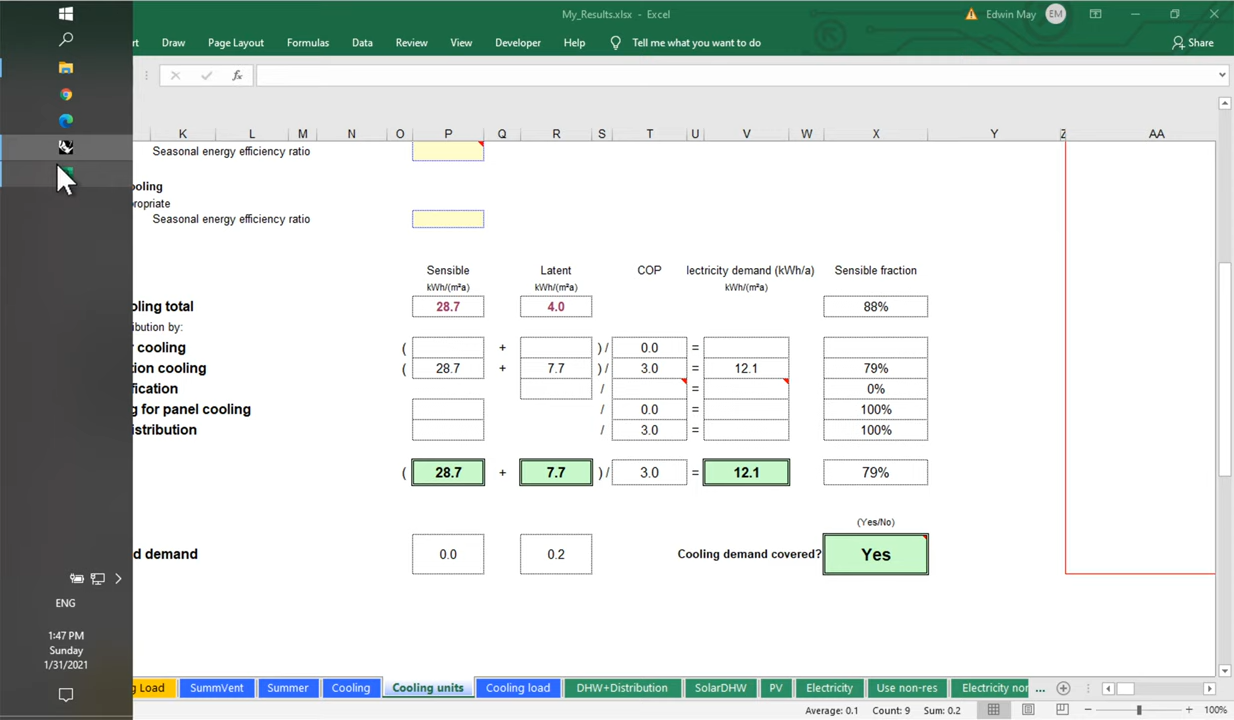 My_Results.xlsx - Excel
Edwin May
EM
rt
Draw
Page Layout
Formulas
Data
Review
View
Developer
Help
Tell me what you want to do
Share
fx
K L M N O P Q R S T U V W X Y Z AA
Seasonal energy efficiency ratio
ooling
ropriate
Seasonal energy efficiency ratio
Sensible Latent COP lectricity demand (kWh/a) Sensible fraction
kWh/(m²a) kWh/(m²a) kWh/(m²a)
oling total 28.7 4.0 88%
ibution by:
r cooling ( + )/ 0.0 =
tion cooling ( 28.7 + 7.7 )/ 3.0 = 12.1 79%
ification / = 0%
g for panel cooling / 0.0 = 100%
istribution / 3.0 = 100%
( 28.7 + 7.7 )/ 3.0 = 12.1 79%
(Yes/No)
d demand 0.0 0.2 Cooling demand covered? Yes
ENG
1:47 PM
Sunday
1/31/2021
g Load SummVent Summer Cooling Cooling units Cooling load DHW+Distribution SolarDHW PV Electricity Use non-res Electricity non ...
Average: 0.1 Count: 9 Sum: 0.2 100%